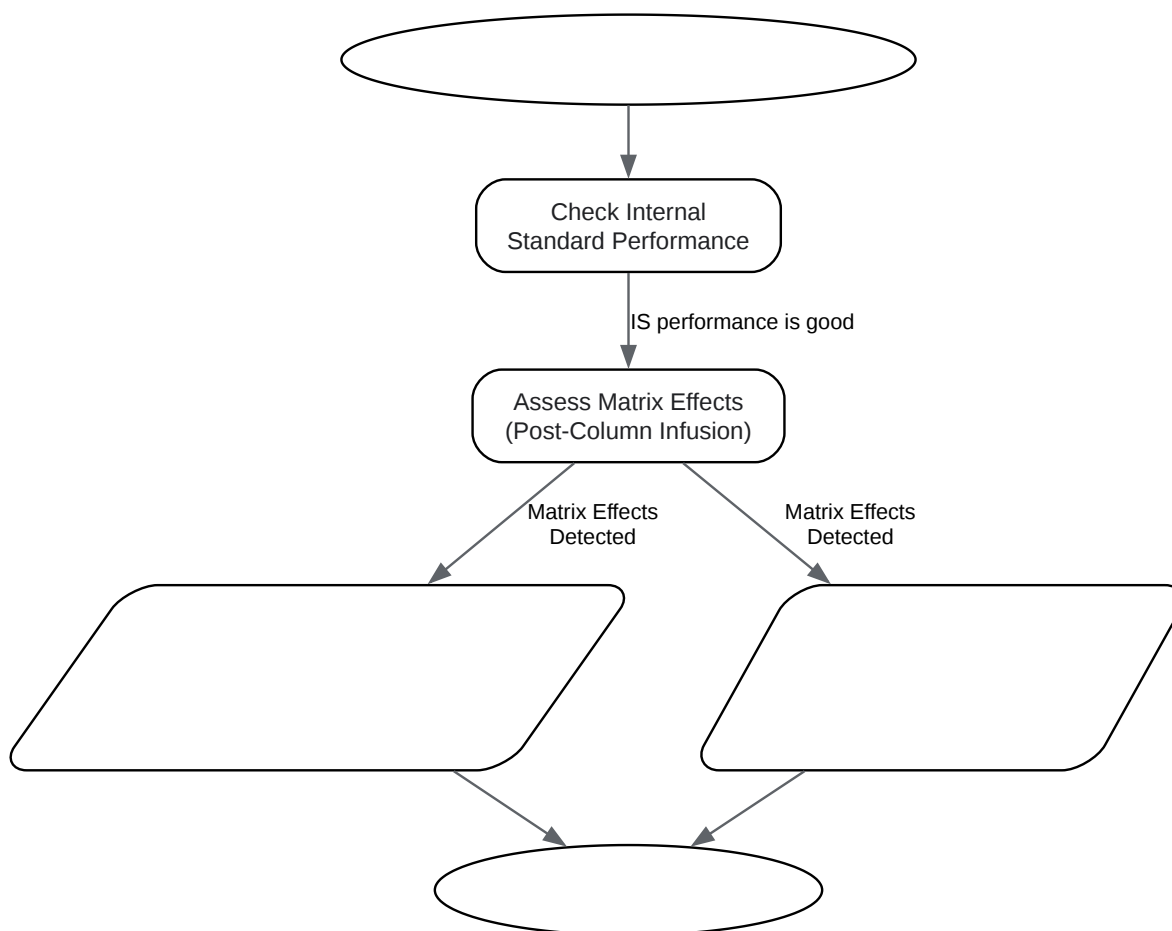 Check Internal
Standard Performance
IS performance is good
Assess Matrix Effects
(Post-Column Infusion)
Matrix Effects
Detected
Matrix Effects
Detected